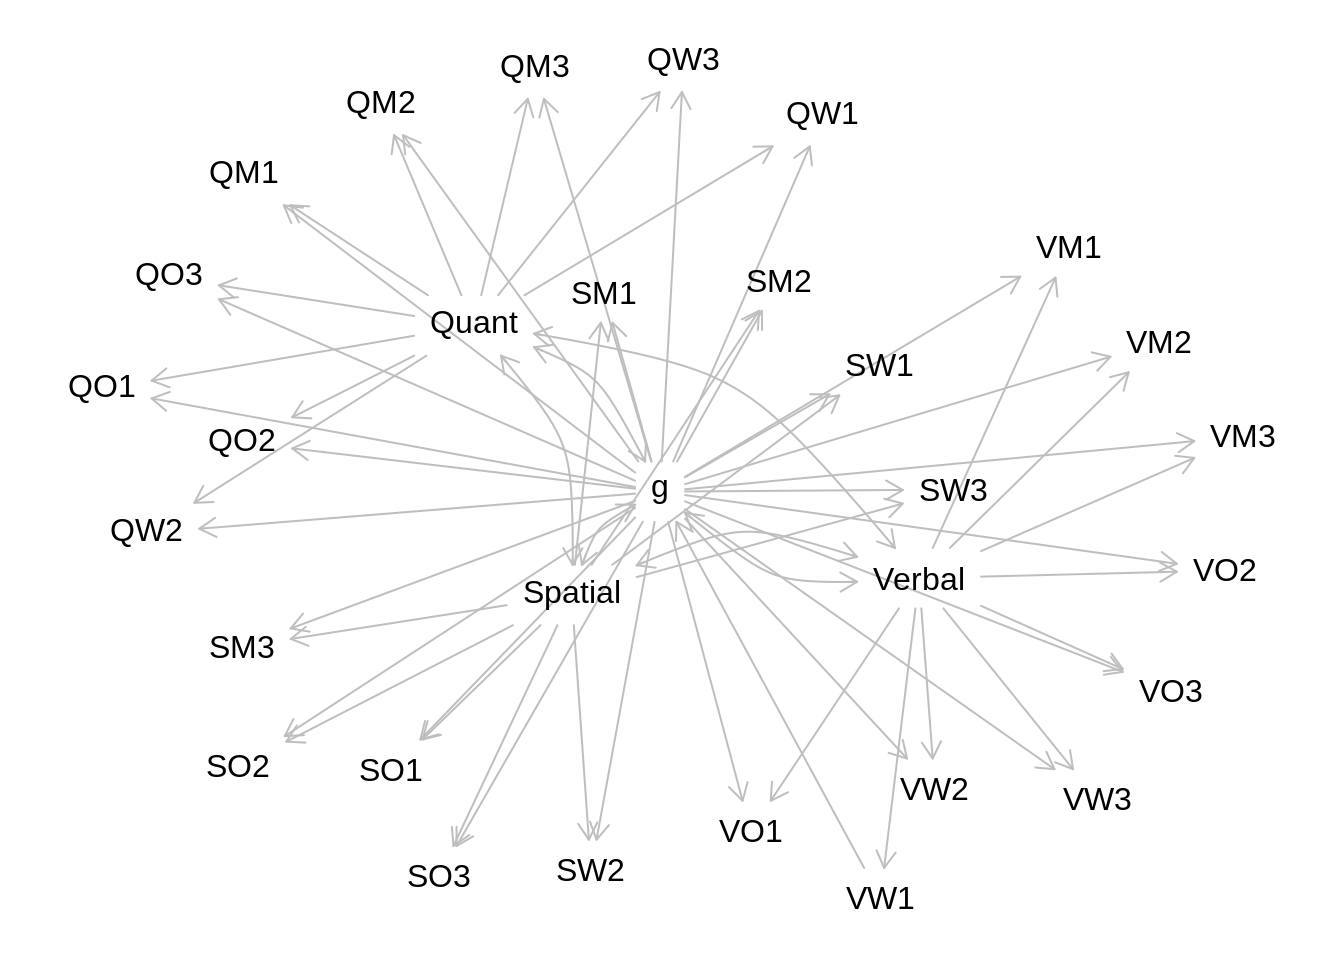 QW3
QM3
QM2
QW1
QM1
VM1
QO3
SM2
SM1
Quant
VM2
SW1
QO1
VM3
QO2
g
SW3
QW2
VO2
Verbal
Spatial
SM3
VO3
SO2
SO1
VW2
VW3
VO1
SW2
SO3
VW1